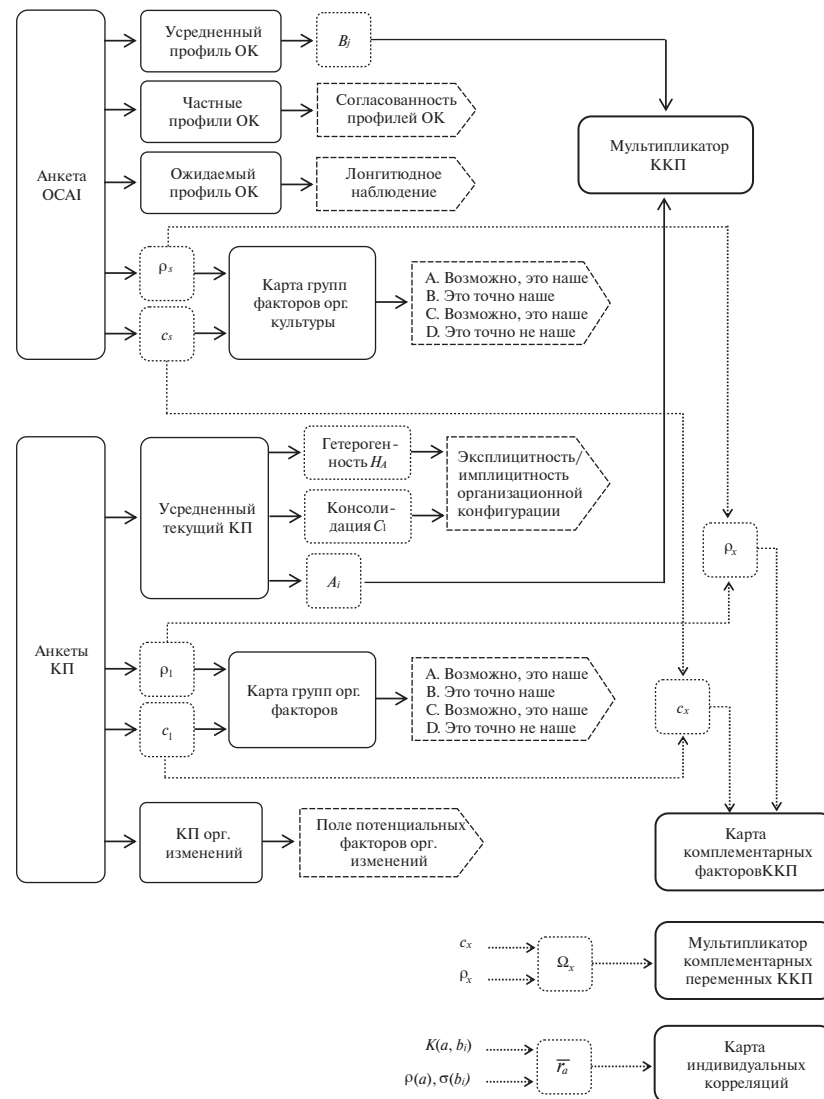 Анкета
OCAI
Усредненный
профиль ОК
Bj
Частные
профили ОК
Согласованность
профилей ОК
Ожидаемый
профиль ОК
Лонгитюдное
наблюдение
Мультипликатор
ККП
ρs
cs
Карта групп
факторов орг.
культуры
A. Возможно, это наше
B. Это точно наше
C. Возможно, это наше
D. Это точно не наше
Анкеты
КП
Усредненный
текущий КП
Гетероген-
ность HA
Консоли-
дация C1
Эксплицитность/
имплицитность
организационной
конфигурации
Ai
ρx
ρ1
c1
Карта групп орг.
факторов
A. Возможно, это наше
B. Это точно наше
C. Возможно, это наше
D. Это точно не наше
cx
КП орг.
изменений
Поле потенциальных
факторов орг.
изменений
Карта
комплементарных
факторовККП
cx
ρx
Ωx
Мультипликатор
комплементарных
переменных ККП
K(a, bi)
ρ(a), σ(bi)
ra
Карта
индивидуальных
корреляций